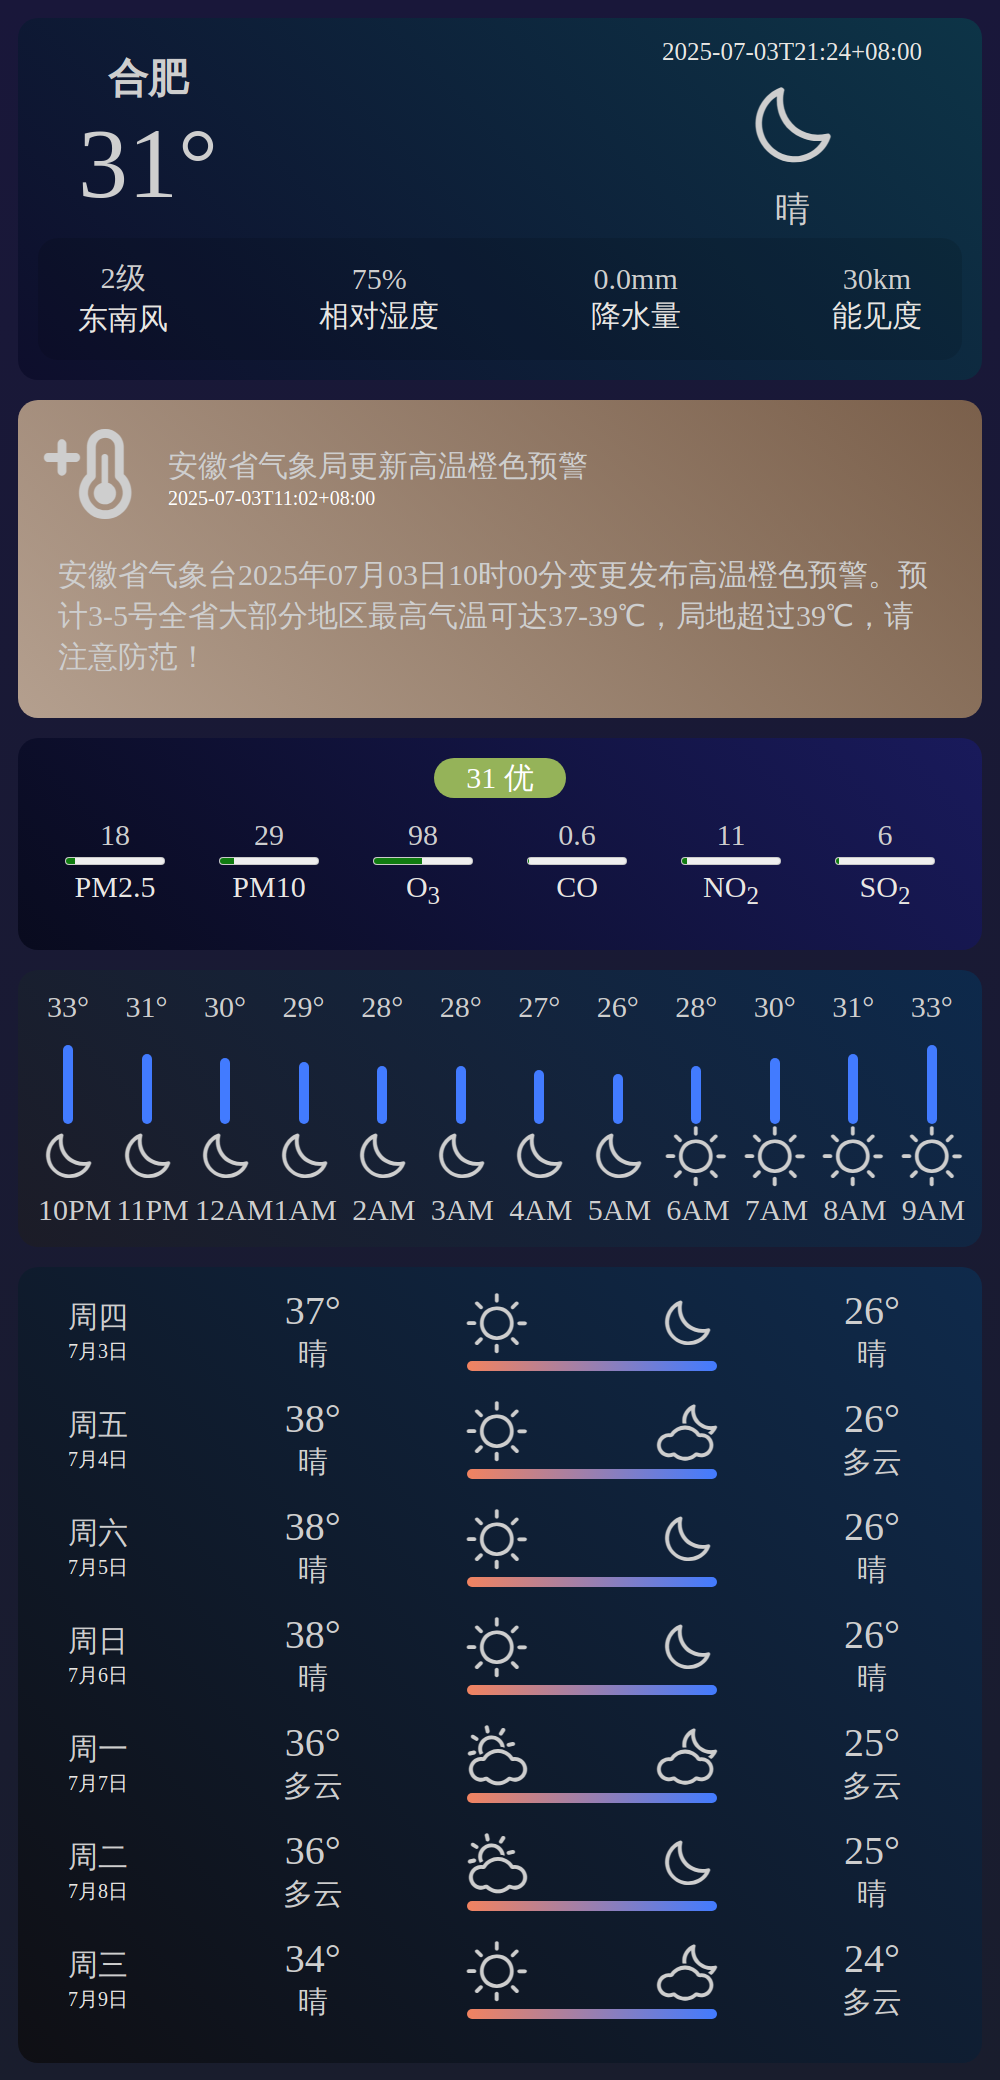 合肥
31°
2025-07-03T21:24+08:00
晴
2级 75% 0.0mm 30km
东南风 相对湿度 降水量 能见度
安徽省气象局更新高温橙色预警
2025-07-03T11:02+08:00
安徽省气象台2025年07月03日10时00分变更发布高温橙色预警。预
计3-5号全省大部分地区最高气温可达37-39℃，局地超过39℃，请
注意防范！
31 优
18 29 98 0.6 11 6
PM2.5 PM10 O3 CO NO2 SO2
33° 31° 30° 29° 28° 28° 27° 26° 28° 30° 31° 33°
10PM 11PM 12AM 1AM 2AM 3AM 4AM 5AM 6AM 7AM 8AM 9AM
周四 37° 26°
7月3日 晴 晴
周五 38° 26°
7月4日 晴 多云
周六 38° 26°
7月5日 晴 晴
周日 38° 26°
7月6日 晴 晴
周一 36° 25°
7月7日 多云 多云
周二 36° 25°
7月8日 多云 晴
周三 34° 24°
7月9日 晴 多云